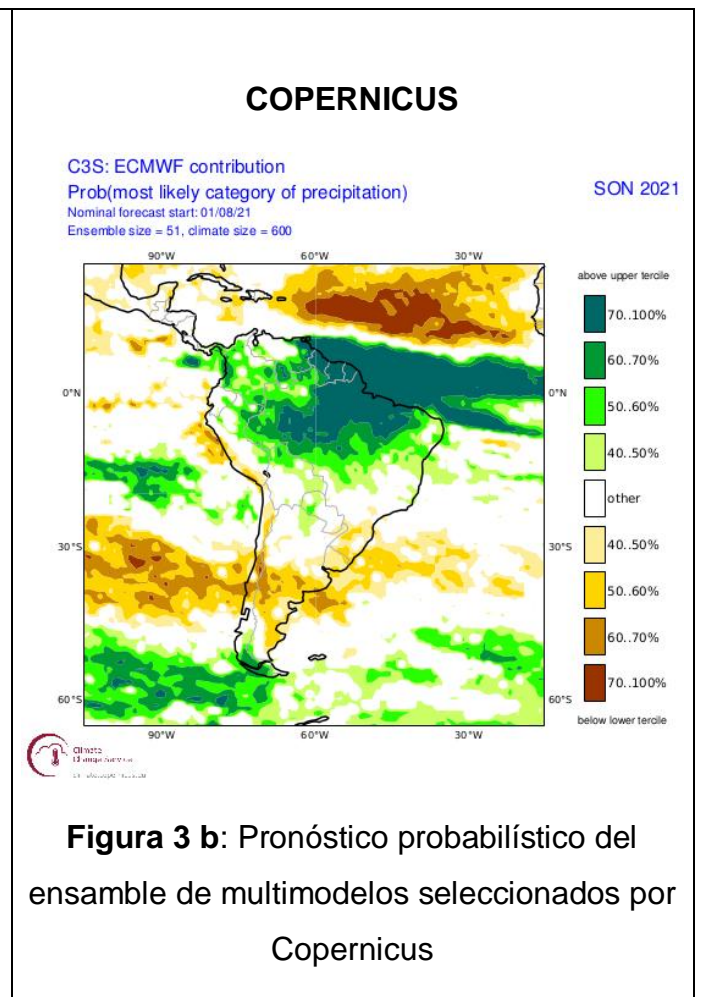 COPERNICUS
C3S: ECMWF contribution
Prob(most likely category of precipitation)
SON 2021
Nominal forecast start: 01/08/21
Ensemble size = 51, climate size = 600
90°W 60°W 30°W
above upper tercile
70..100%
60..70%
0°N 0°N
50..60%
40..50%
other
30°S 30°S
40..50%
50..60%
60..70%
70..100%
60°S 60°S
below lower tercile
90°W 60°W 30°W
Climate
Change Service
Figura 3 b: Pronóstico probabilístico del
ensamble de multimodelos seleccionados por
Copernicus